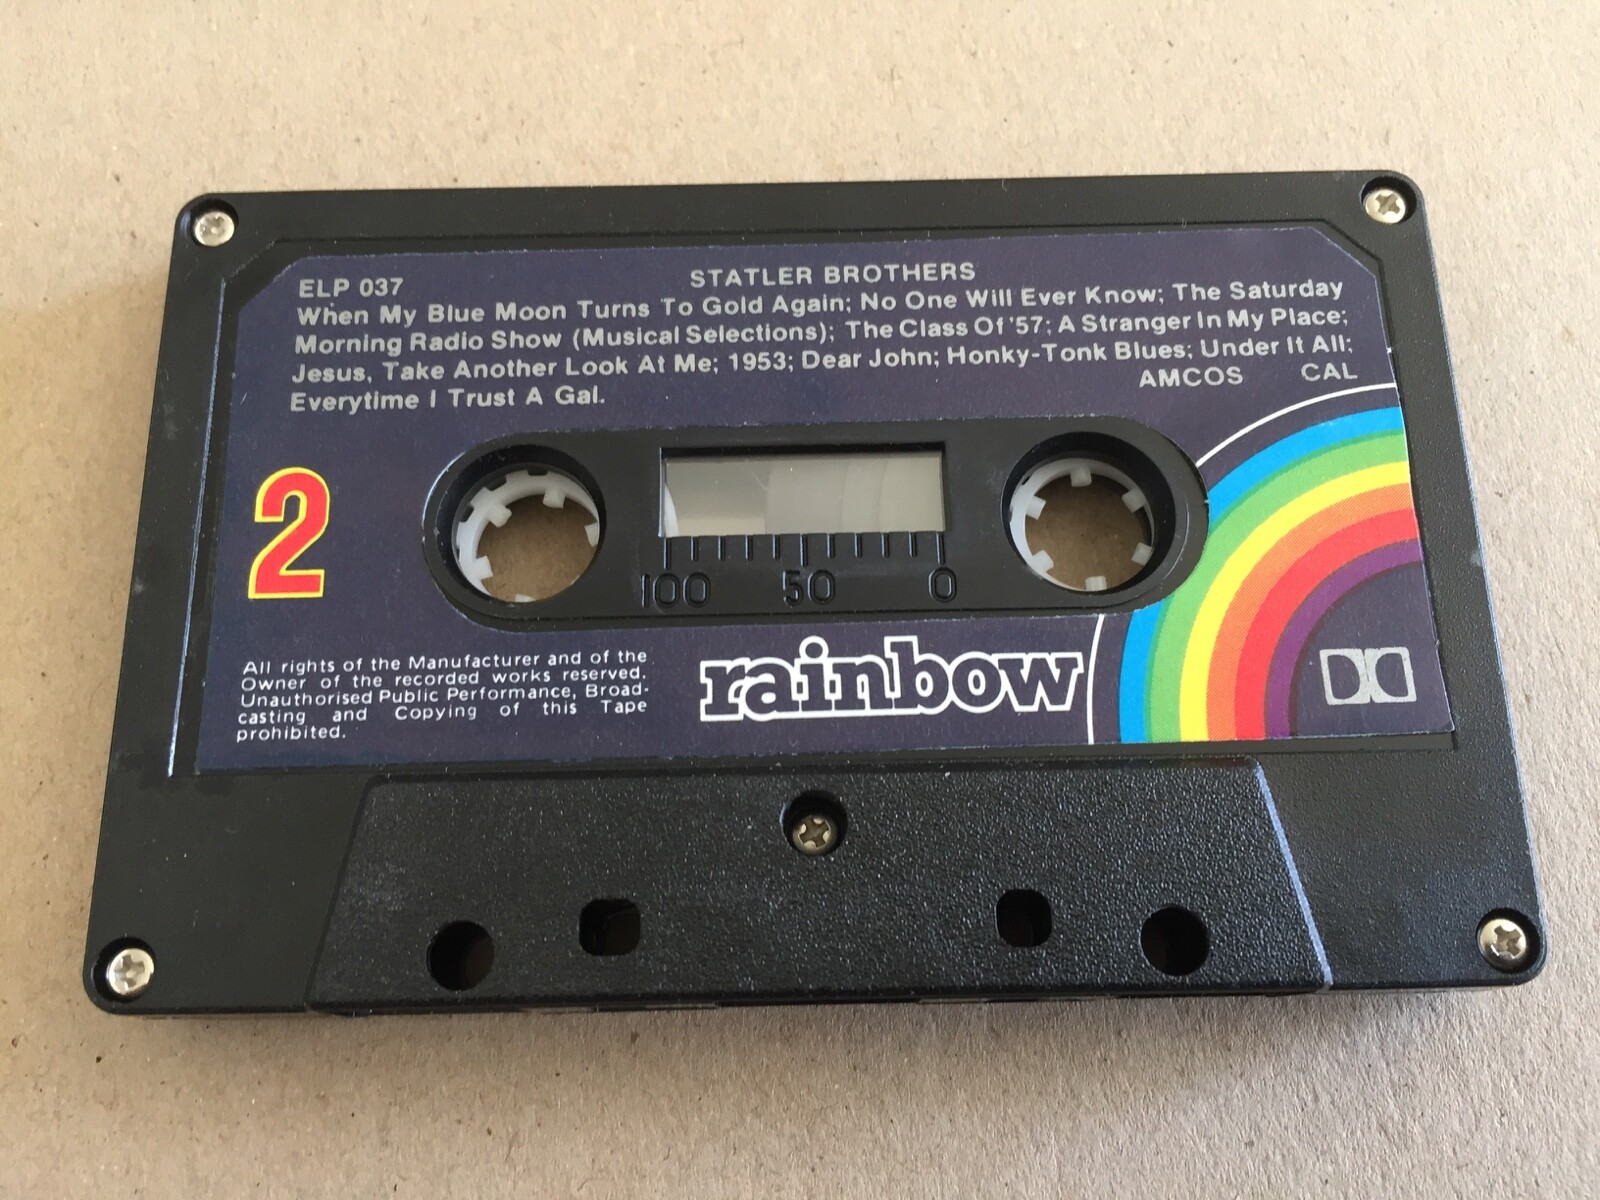 ELP 037 STATLER BROTHERS
When My Blue Moon Turns To Gold Again; No One Will Ever Know; The Saturday
Morning Radio Show (Musical Selections); The Class Of '57; A Stranger In My Place;
Jesus, Take Another Look At Me; 1953; Dear John; Honky-Tonk Blues; Under It All;
Everytime I Trust A Gal. AMCOS CAL
2
100 50 0
All rights of the Manufacturer and of the
Owner of the recorded works reserved.
Unauthorised Public Performance, Broad-
casting and Copying of this Tape
prohibited.
rainbow